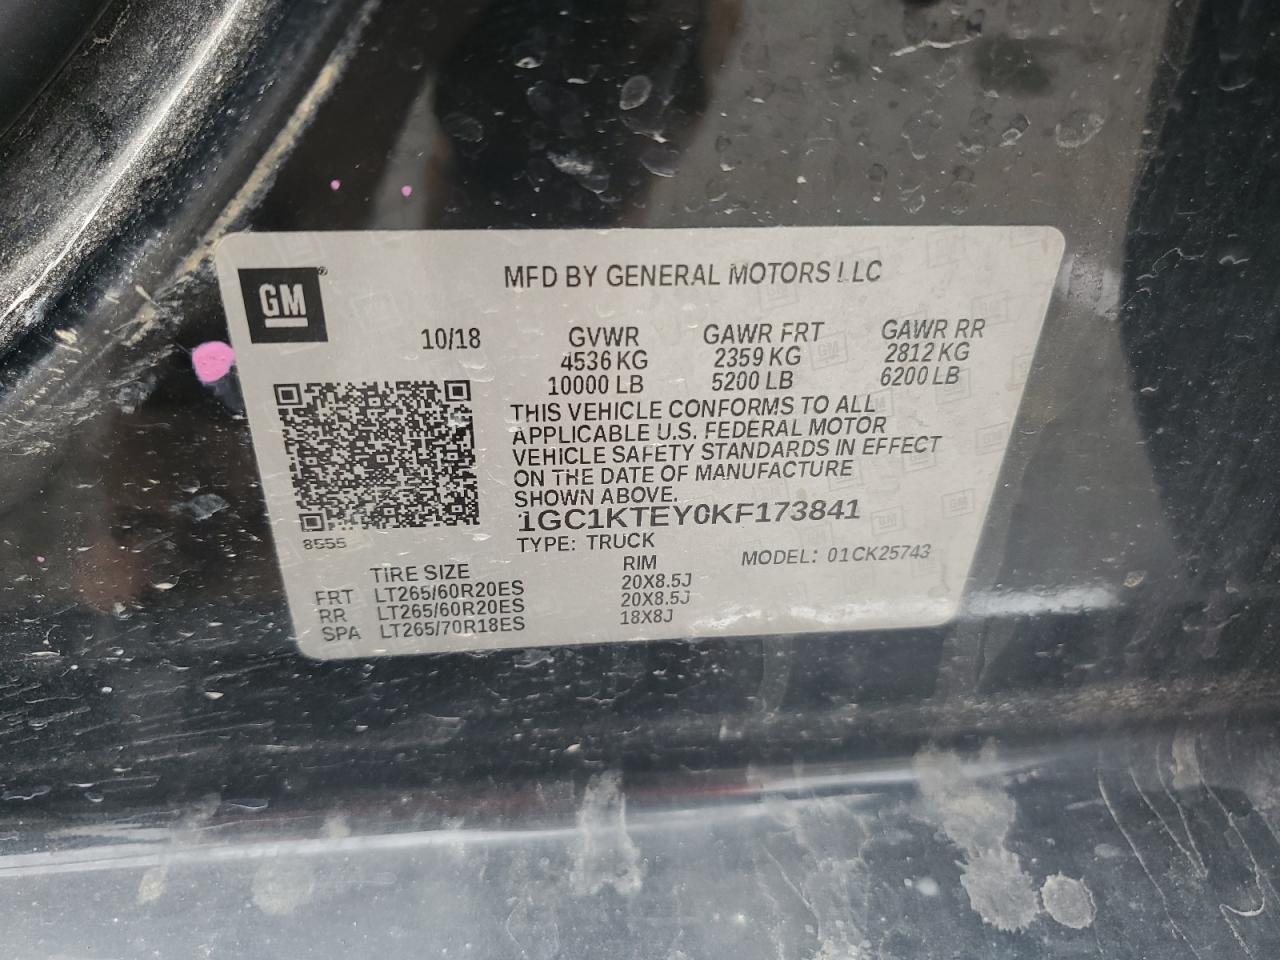 GM
MFD BY GENERAL MOTORS LLC
10/18 GVWR GAWR FRT GAWR RR
4536 KG 2359 KG 2812 KG
10000 LB 5200 LB 6200 LB
THIS VEHICLE CONFORMS TO ALL
APPLICABLE U.S. FEDERAL MOTOR
VEHICLE SAFETY STANDARDS IN EFFECT
ON THE DATE OF MANUFACTURE
SHOWN ABOVE.
1GC1KTEY0KF173841
8555
TYPE: TRUCK MODEL: 01CK25743
TIRE SIZE RIM
FRT LT265/60R20ES 20X8.5J
RR LT265/60R20ES 20X8.5J
SPA LT265/70R18ES 18X8J